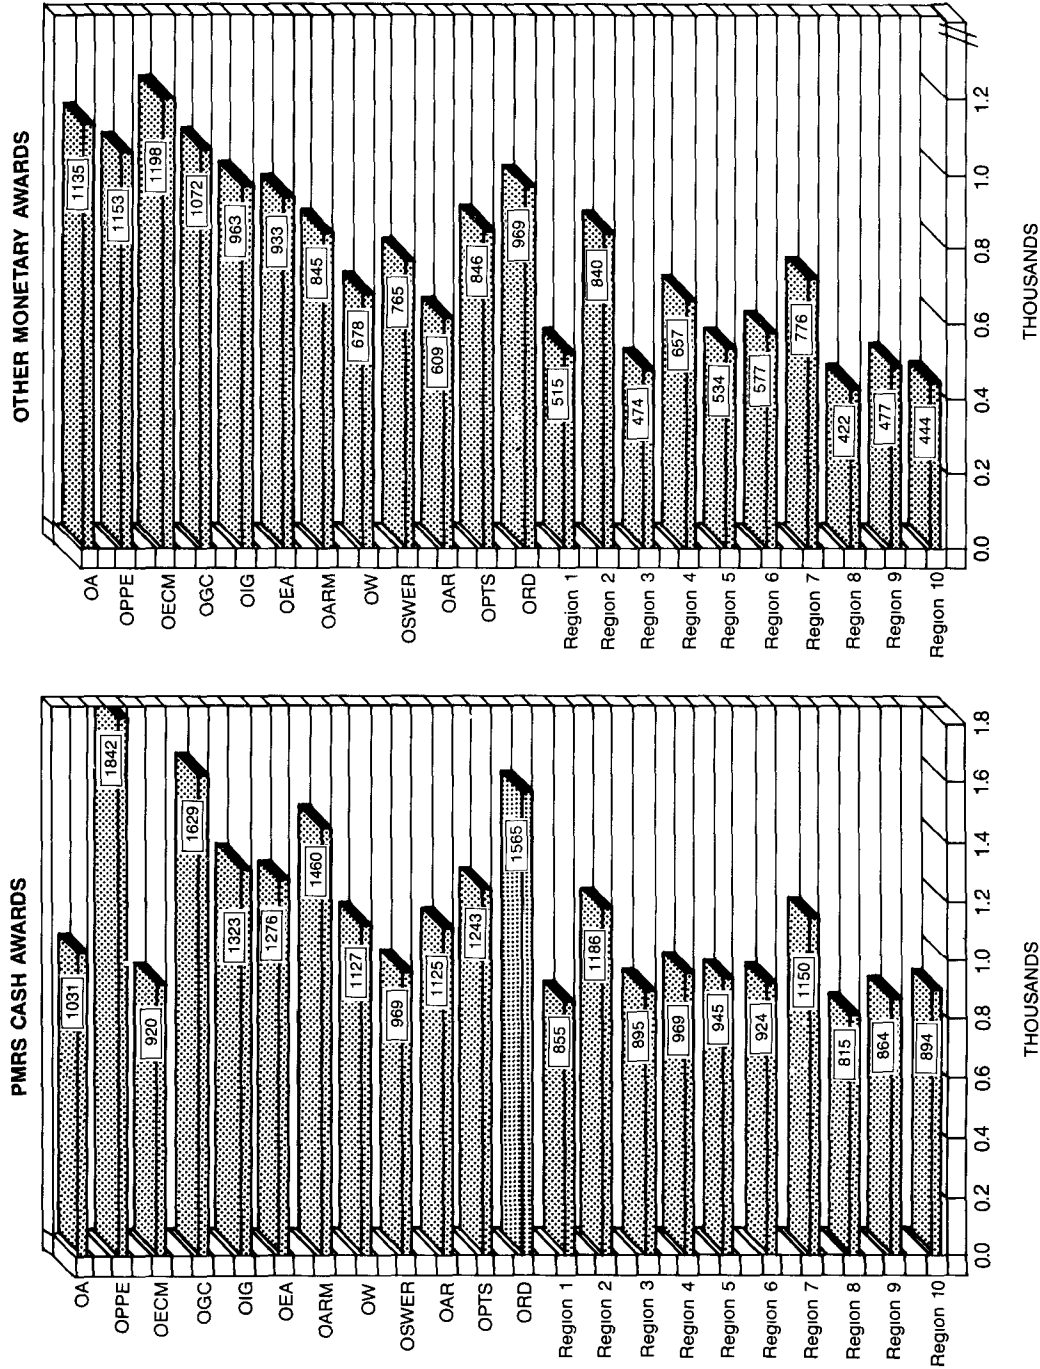 PMRS CASH AWARDS
OA
1031
OPPE
1842
OECM
920
OGC
1629
OIG
1323
OEA
1276
OARM
1460
OW
1127
OSWER
969
OAR
1125
OPTS
1243
ORD
1565
Region 1
855
Region 2
1186
Region 3
895
Region 4
969
Region 5
945
Region 6
924
Region 7
1150
Region 8
815
Region 9
864
Region 10
894
0.0 0.2 0.4 0.6 0.8 1.0 1.2 1.4 1.6 1.8
THOUSANDS
OTHER MONETARY AWARDS
OA
1135
OPPE
1153
OECM
1198
OGC
1072
OIG
963
OEA
933
OARM
845
OW
678
OSWER
765
OAR
609
OPTS
846
ORD
969
Region 1
515
Region 2
840
Region 3
474
Region 4
657
Region 5
534
Region 6
577
Region 7
776
Region 8
422
Region 9
477
Region 10
444
0.0 0.2 0.4 0.6 0.8 1.0 1.2
THOUSANDS